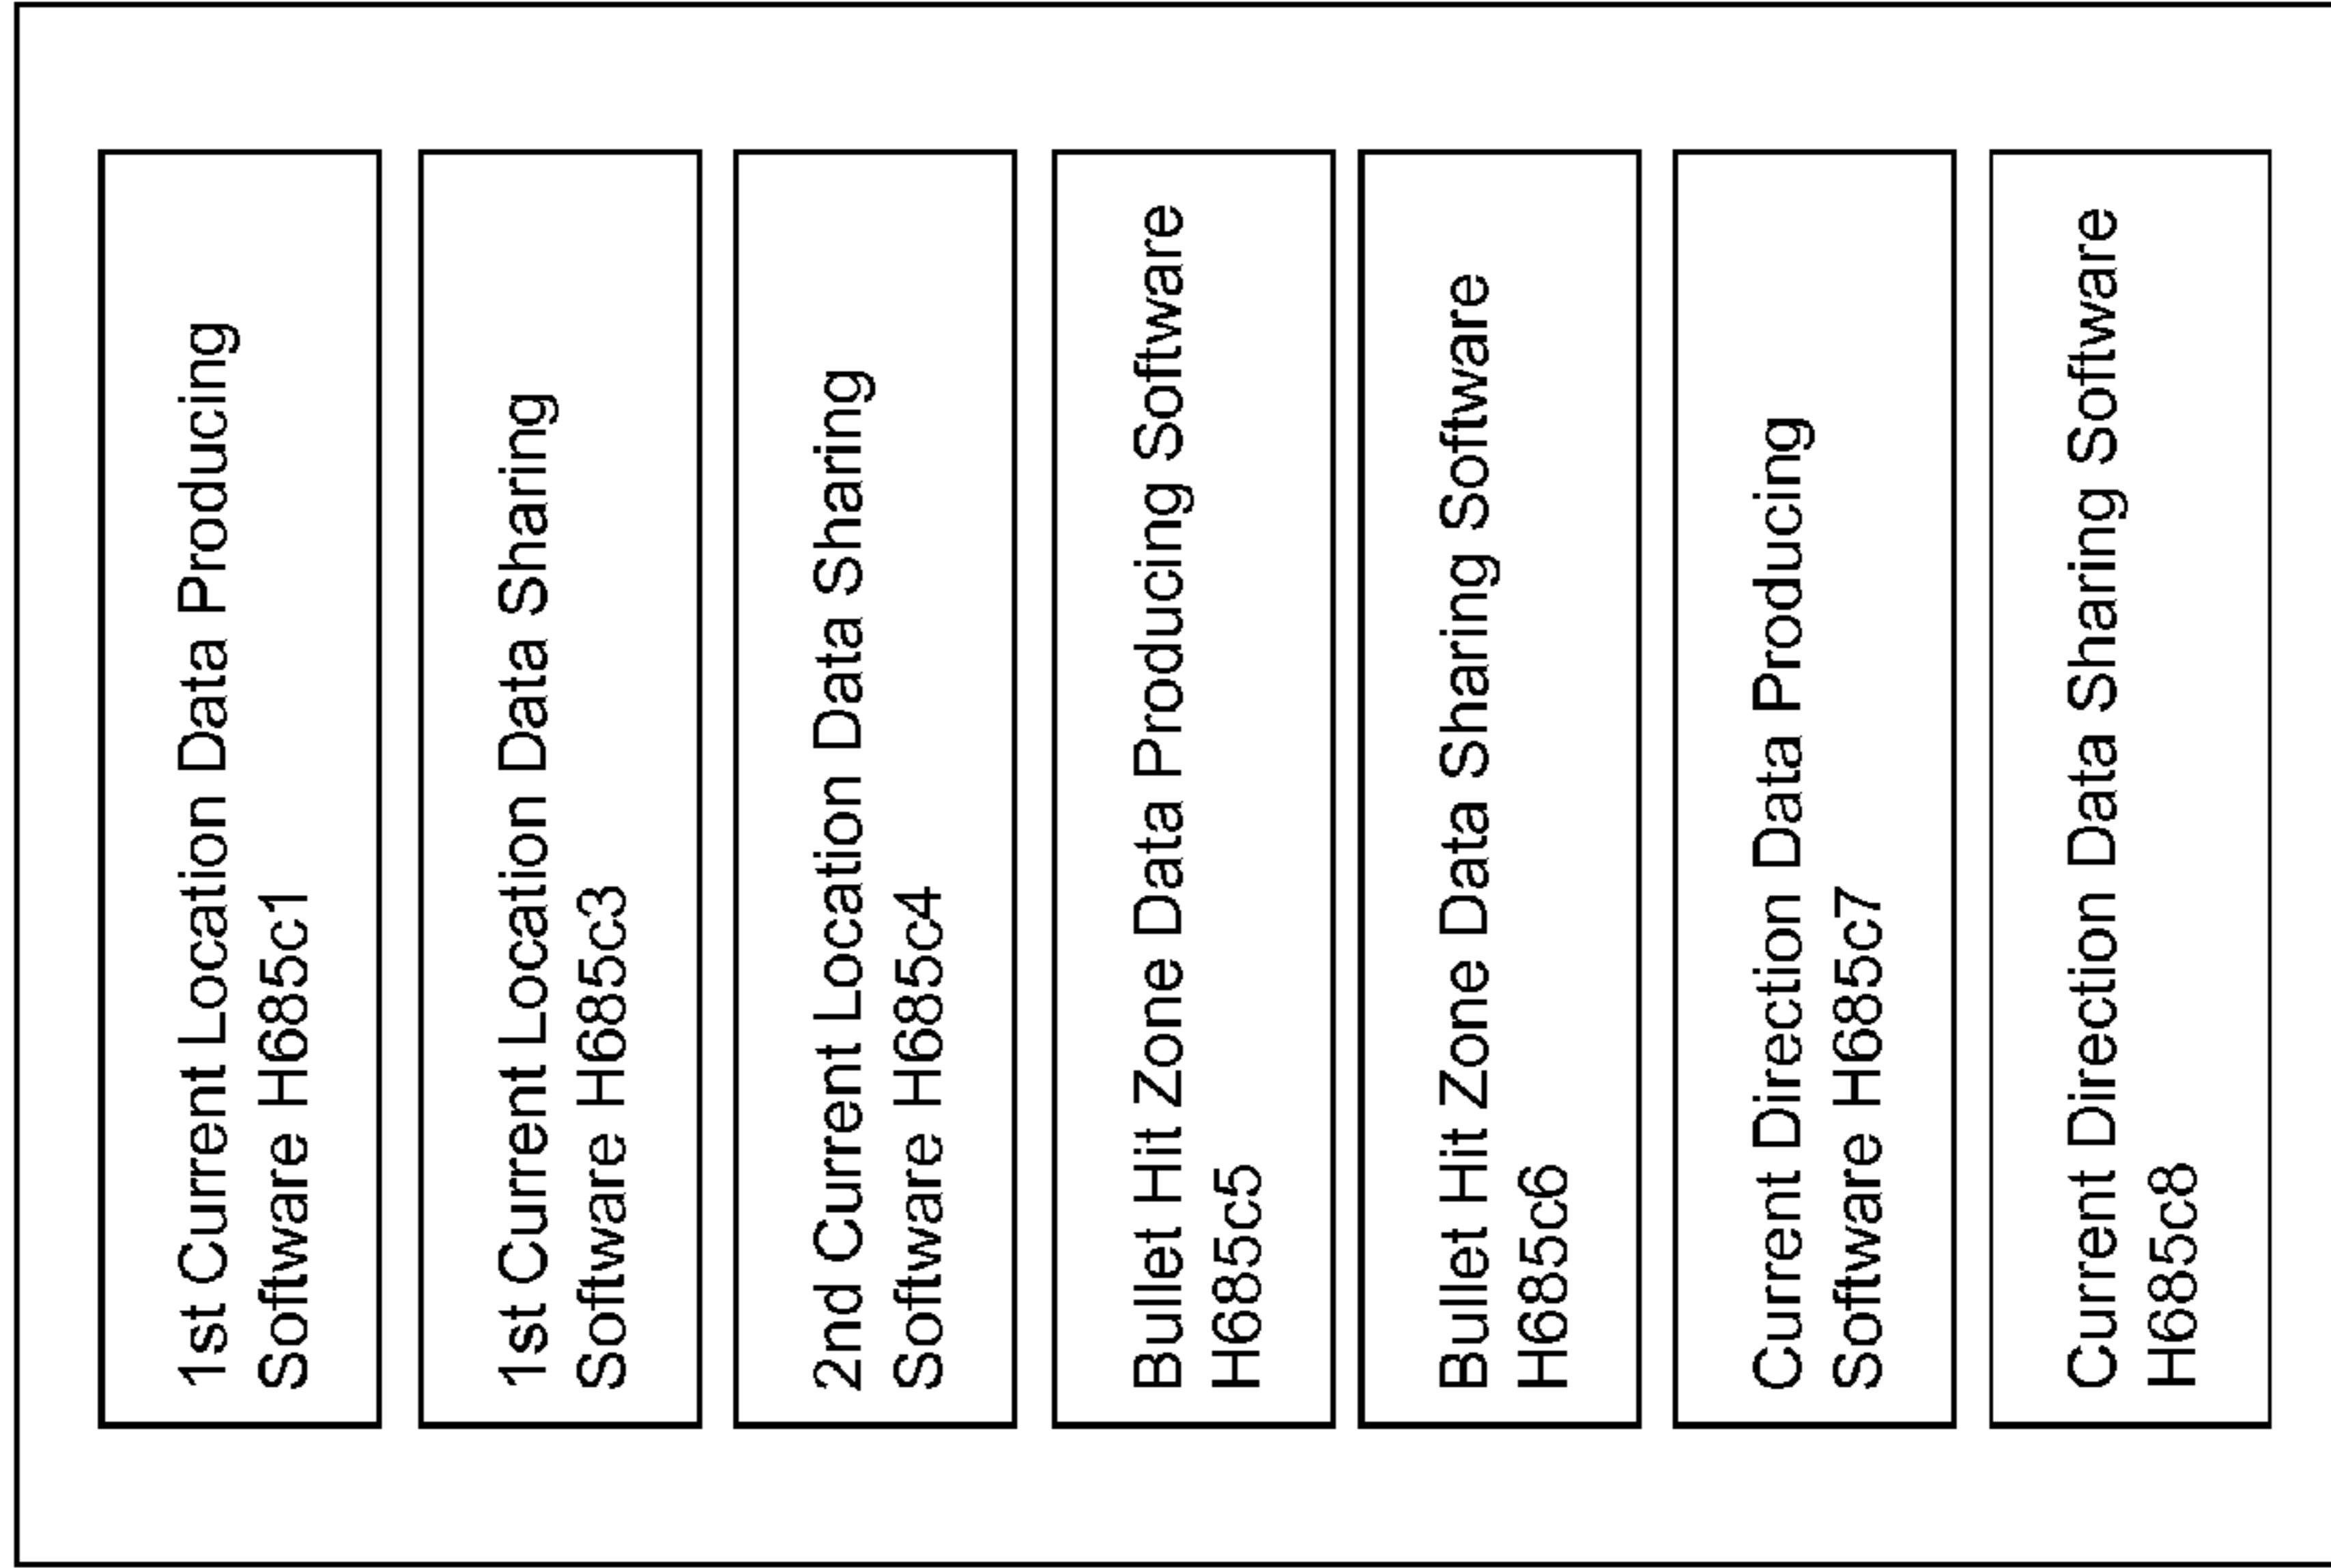 1st Current Location Data Producing
Software H685c1
1st Current Location Data Sharing
Software H685c3
2nd Current Location Data Sharing
Software H685c4
Bullet Hit Zone Data Producing Software
H685c5
Bullet Hit Zone Data Sharing Software
H685c6
Current Direction Data Producing
Software H685c7
Current Direction Data Sharing Software
H685c8